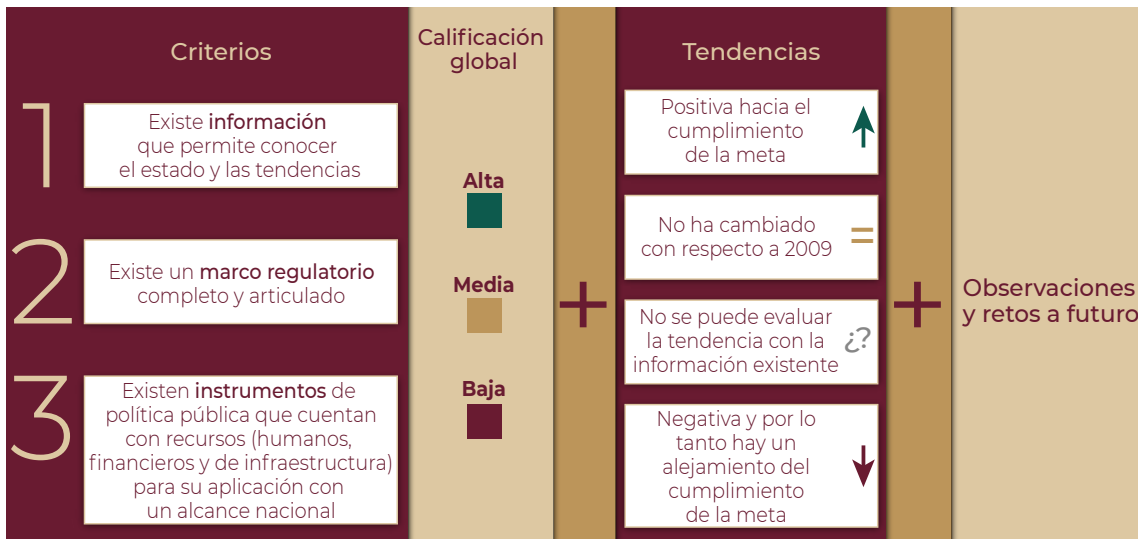 Criterios
1
Existe información
que permite conocer
el estado y las tendencias
2
Existe un marco regulatorio
completo y articulado
3
Existen instrumentos de
política pública que cuentan
con recursos (humanos,
financieros y de infraestructura)
para su aplicación con
un alcance nacional
Calificación
global
Alta
Media
Baja
+
Tendencias
Positiva hacia el
cumplimiento
de la meta
No ha cambiado
con respecto a 2009
=
No se puede evaluar
la tendencia con la
información existente
¿?
Negativa y por lo
tanto hay un
alejamiento del
cumplimiento
de la meta
+
Observaciones
y retos a futuro